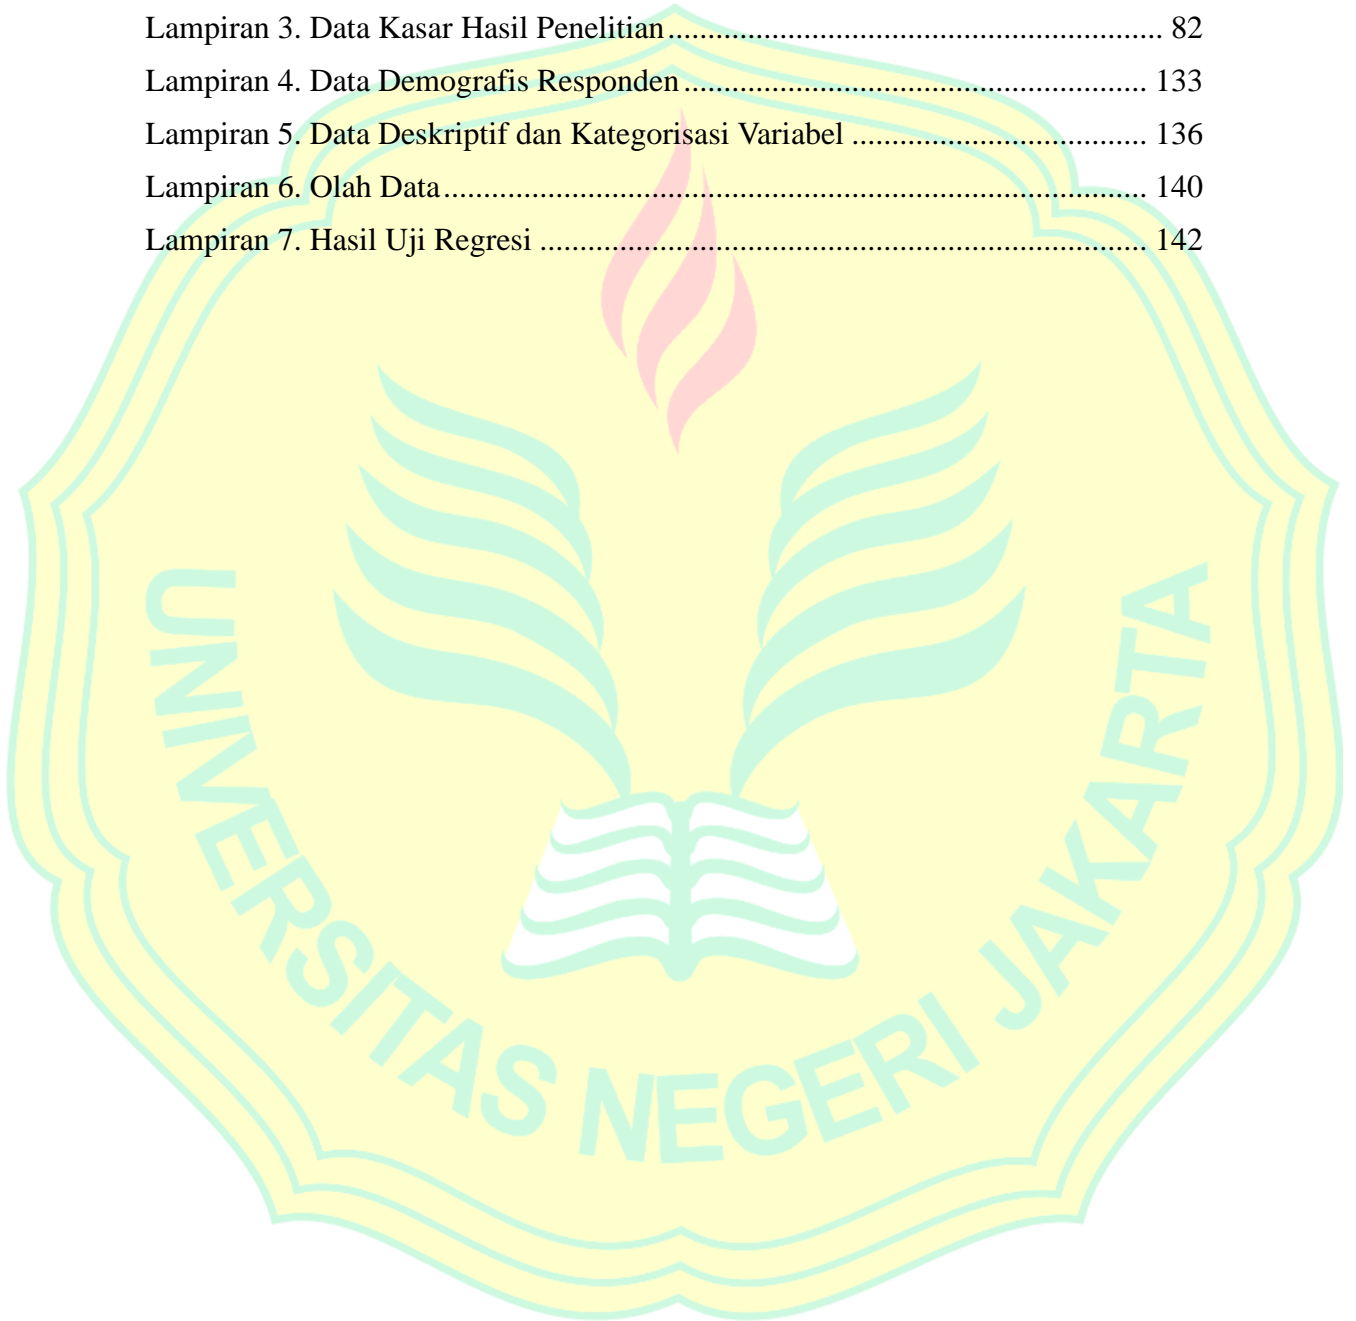 Lampiran 3. Data Kasar Hasil Penelitian.............................................................. 82
Lampiran 4. Data Demografis Responden.......................................................... 133
Lampiran 5. Data Deskriptif dan Kategorisasi Variabel ..................................... 136
Lampiran 6. Olah Data........................................................................................ 140
Lampiran 7. Hasil Uji Regresi ............................................................................ 142
UNIVERSITAS NEGERI JAKARTA